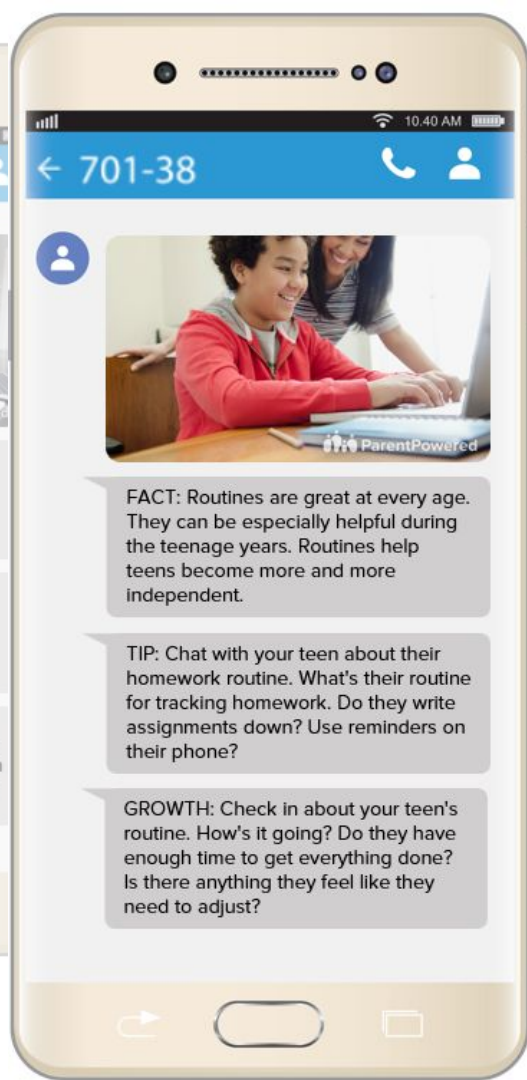 10.40 AM
701-38
ParentPowered
FACT: Routines are great at every age.
They can be especially helpful during
the teenage years. Routines help
teens become more and more
independent.
TIP: Chat with your teen about their
homework routine. What's their routine
for tracking homework. Do they write
assignments down? Use reminders on
their phone?
GROWTH: Check in about your teen's
routine. How's it going? Do they have
enough time to get everything done?
Is there anything they feel like they
need to adjust?